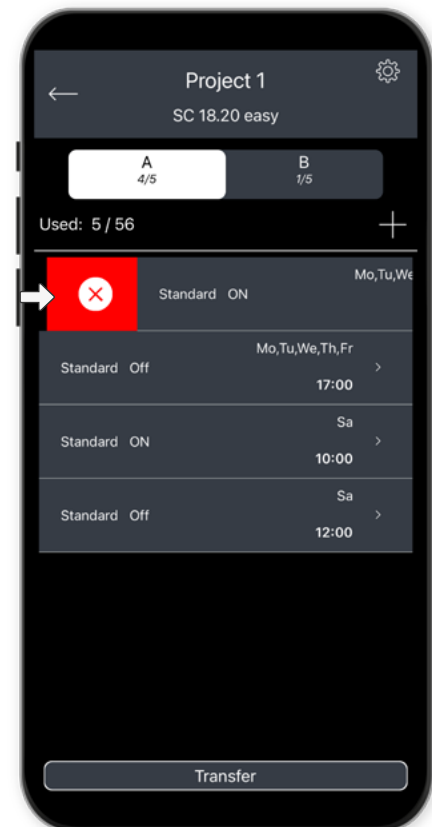 Project 1
SC 18.20 easy
A
4/5
B
1/5
Used: 5 / 56
Mo,Tu,We
Standard ON
Mo,Tu,We,Th,Fr
Standard Off
17:00
Sa
Standard ON
10:00
Sa
Standard Off
12:00
Transfer